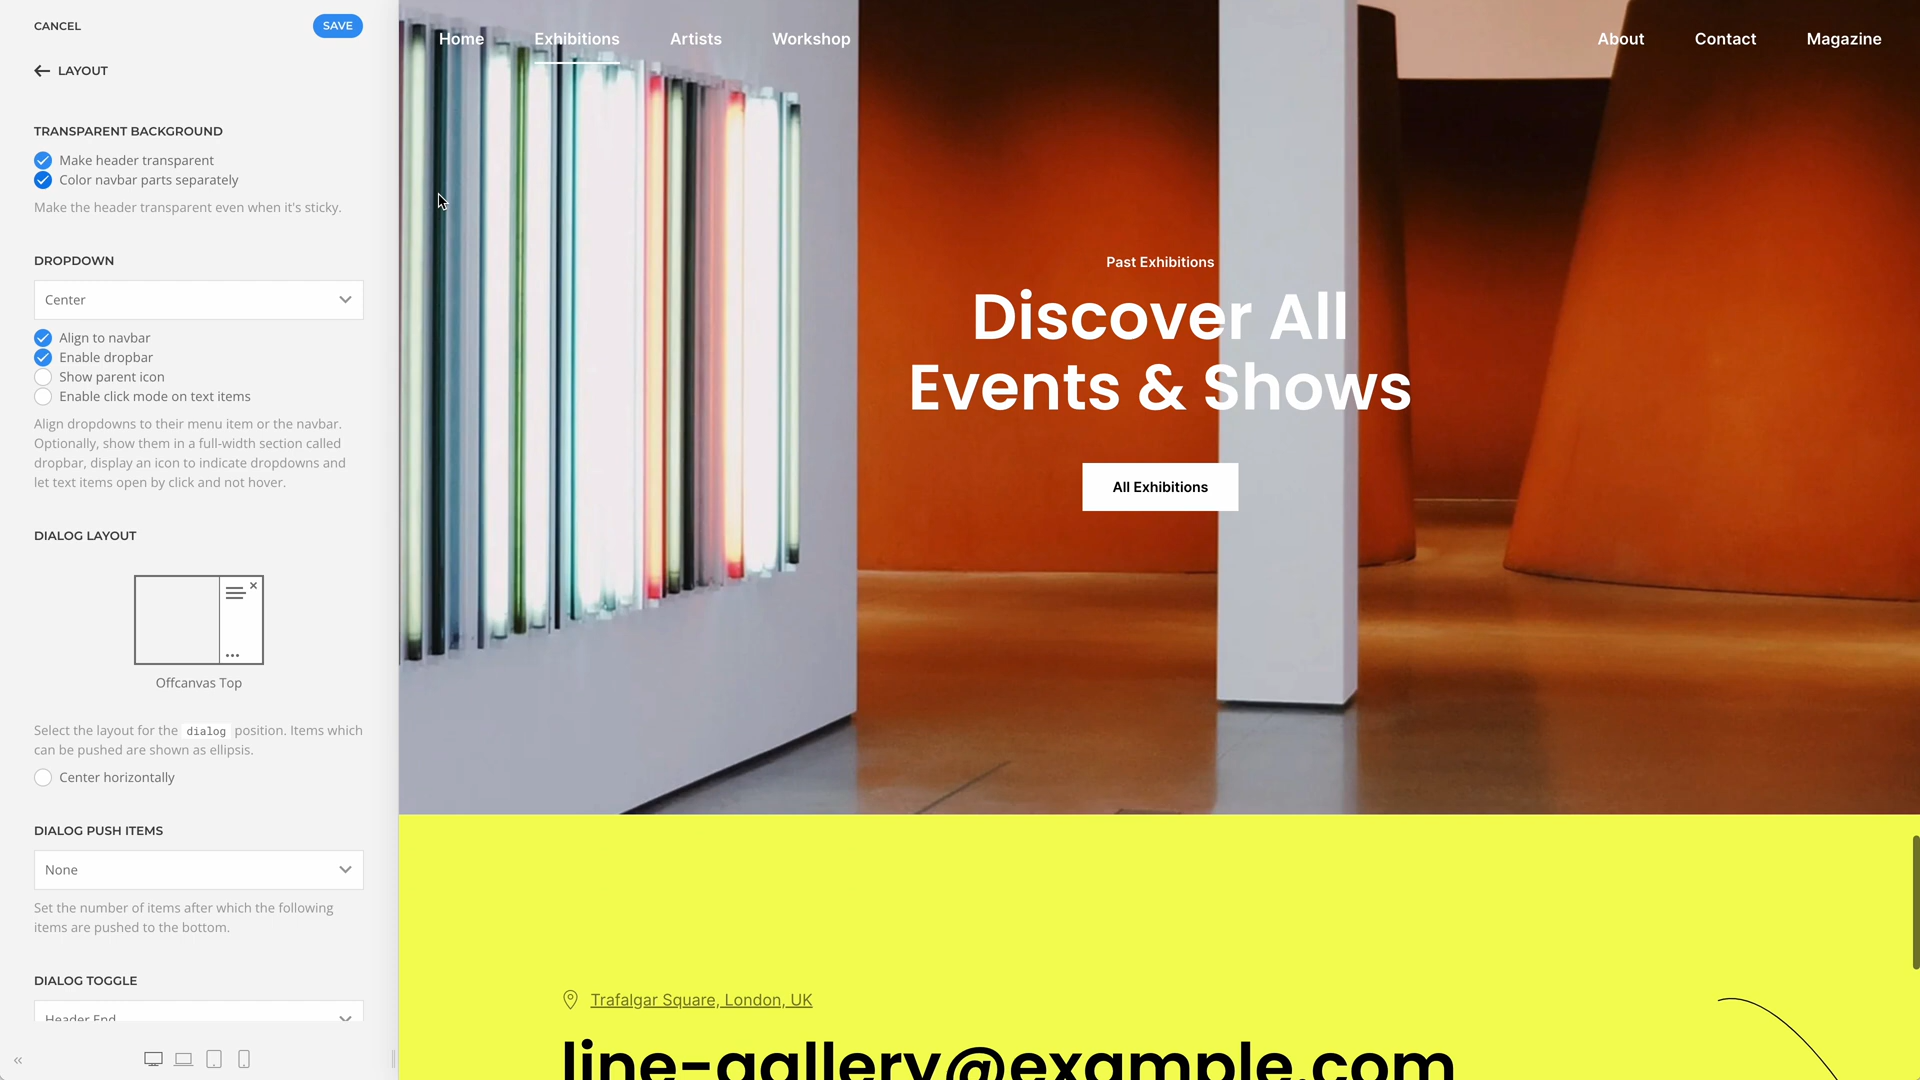 CANCEL
SAVE
LAYOUT
TRANSPARENT BACKGROUND
Make header transparent
Color navbar parts separately
Make the header transparent even when it's sticky.
DROPDOWN
Center
Align to navbar
Enable dropbar
Show parent icon
Enable click mode on text items
Align dropdowns to their menu item or the navbar.
Optionally, show them in a full-width section called
dropbar, display an icon to indicate dropdowns and
let text items open by click and not hover.
DIALOG LAYOUT
Offcanvas Top
Select the layout for the dialog position. Items which
can be pushed are shown as ellipsis.
Center horizontally
DIALOG PUSH ITEMS
None
Set the number of items after which the following
items are pushed to the bottom.
DIALOG TOGGLE
Header End
Home Exhibitions Artists Workshop About Contact Magazine
Past Exhibitions
Discover All
Events & Shows
All Exhibitions
Trafalgar Square, London, UK
line-gallery@example.com